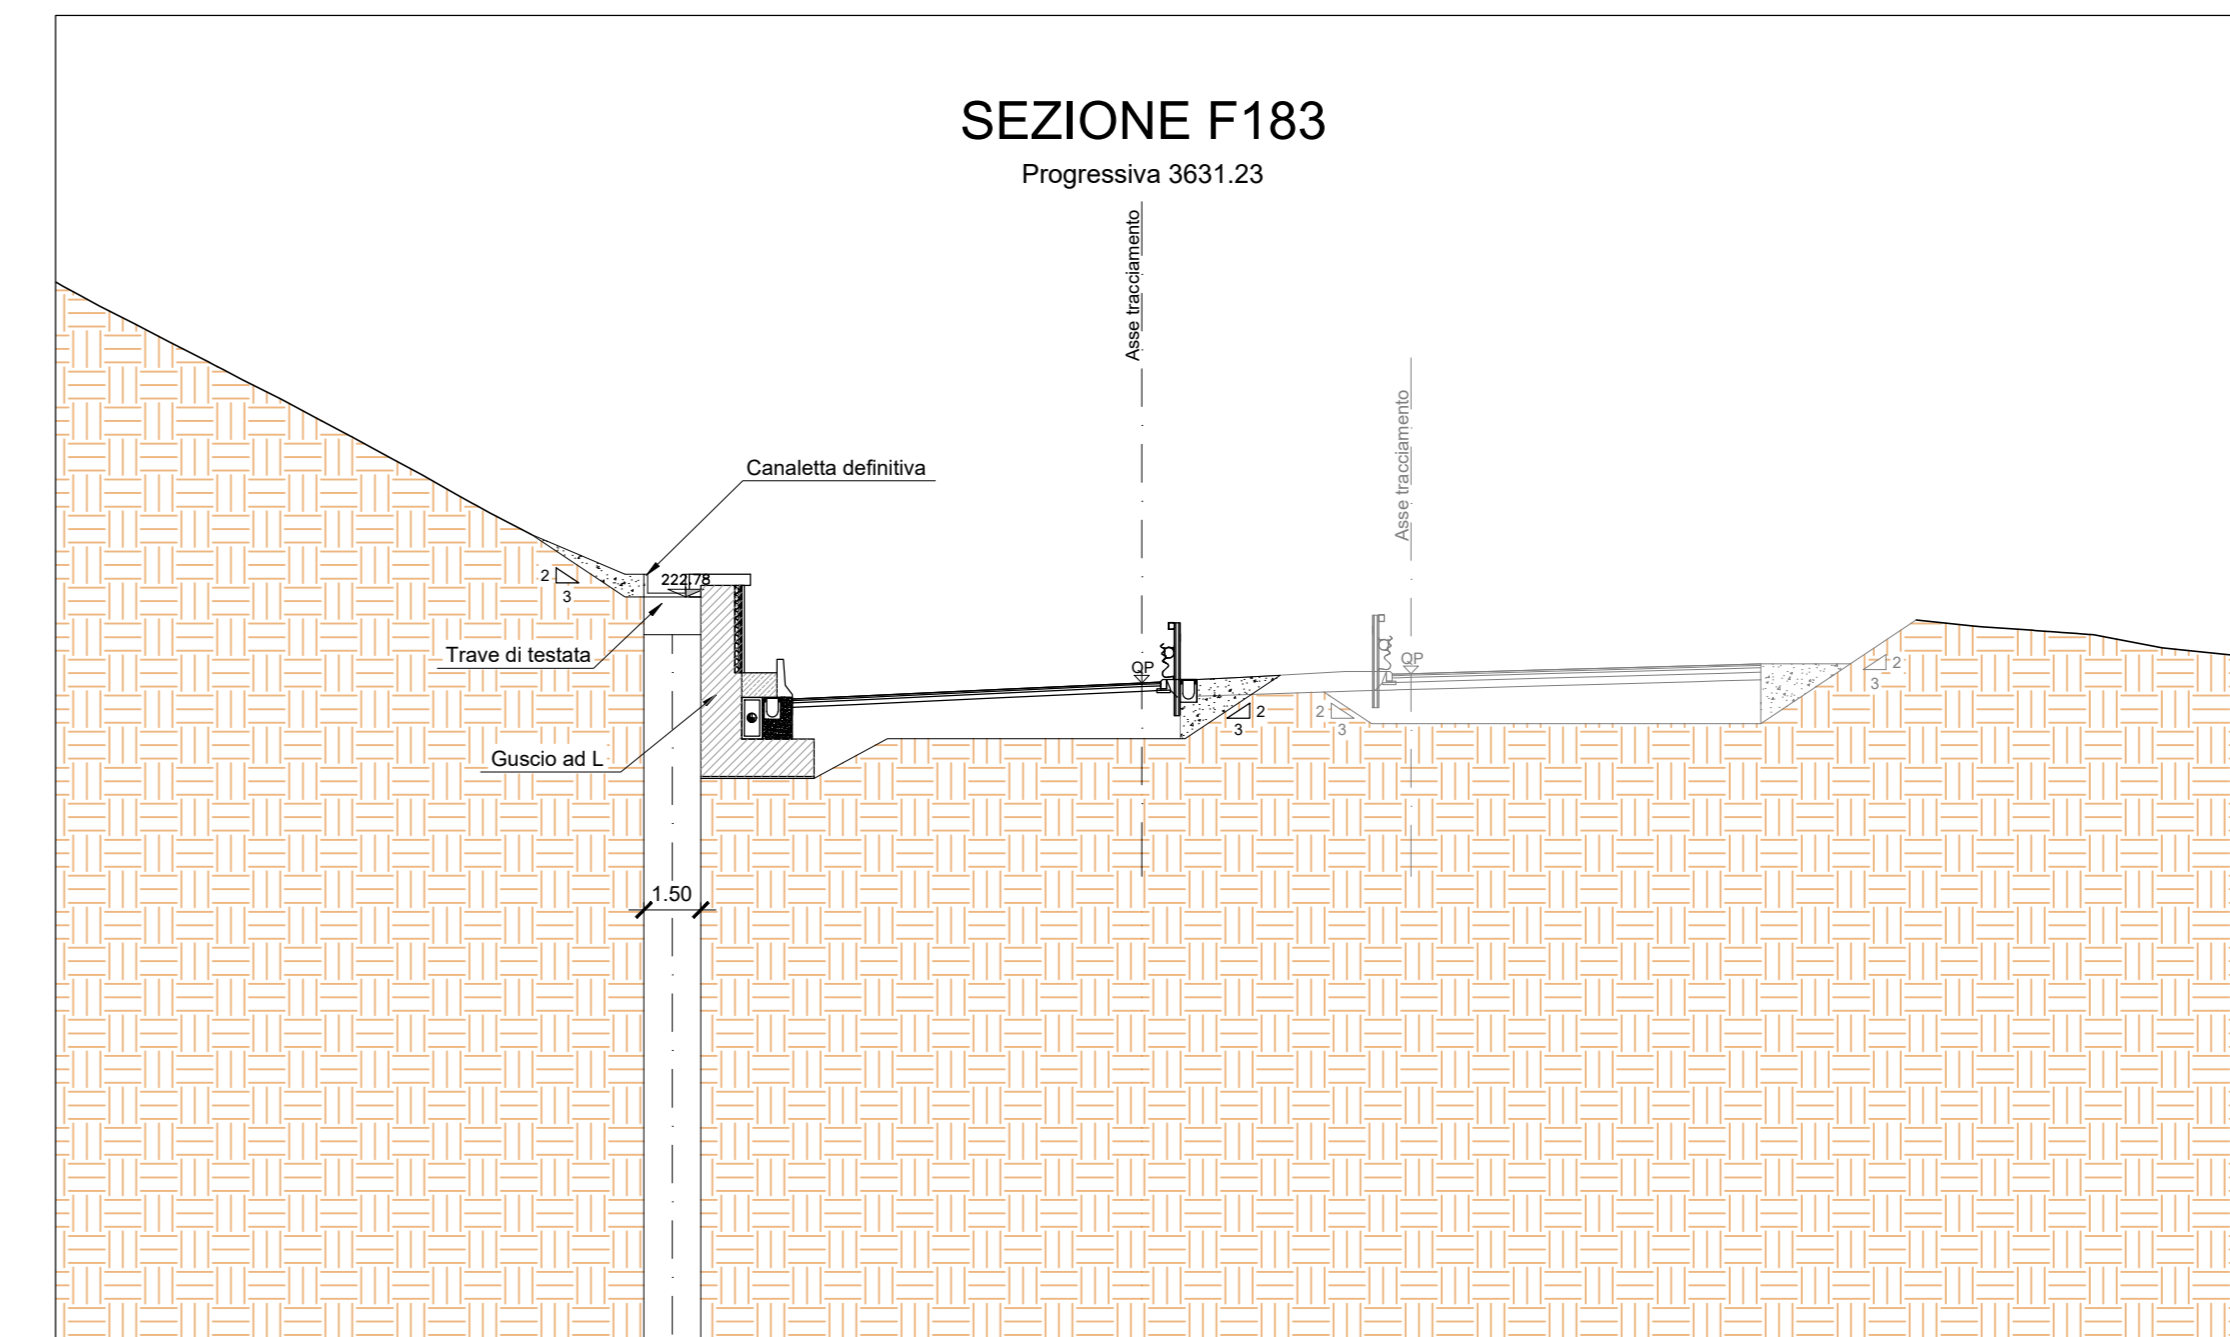 SEZIONE F183
Progressiva 3631.23
Asse tracciamento
Asse tracciamento
Canaletta definitiva
2
3
222.78
Trave di testata
QP
QP
2
3
2
3
2
3
Guscio ad L
1.50